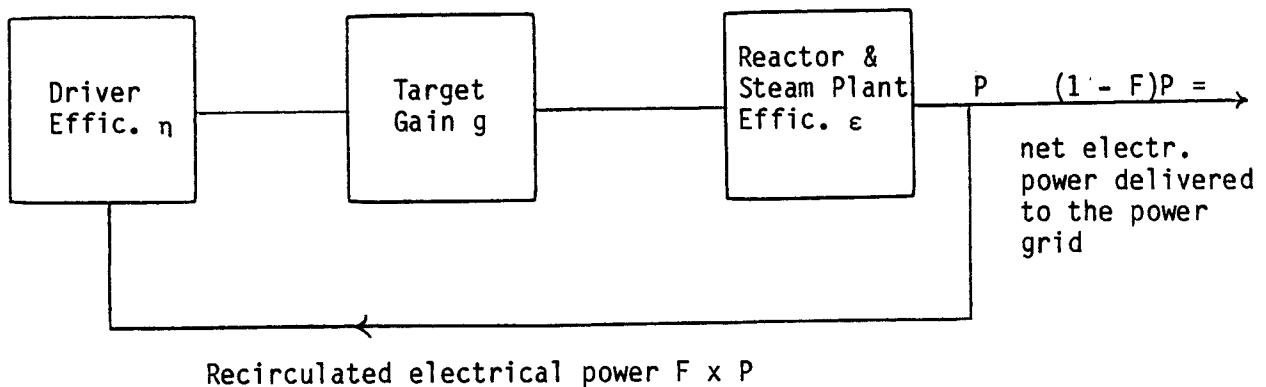 Driver
Effic. η
Target
Gain g
Reactor &
Steam Plant
Effic. ε
P (1 - F)P =
net electr.
power delivered
to the power
grid
Recirculated electrical power F x P